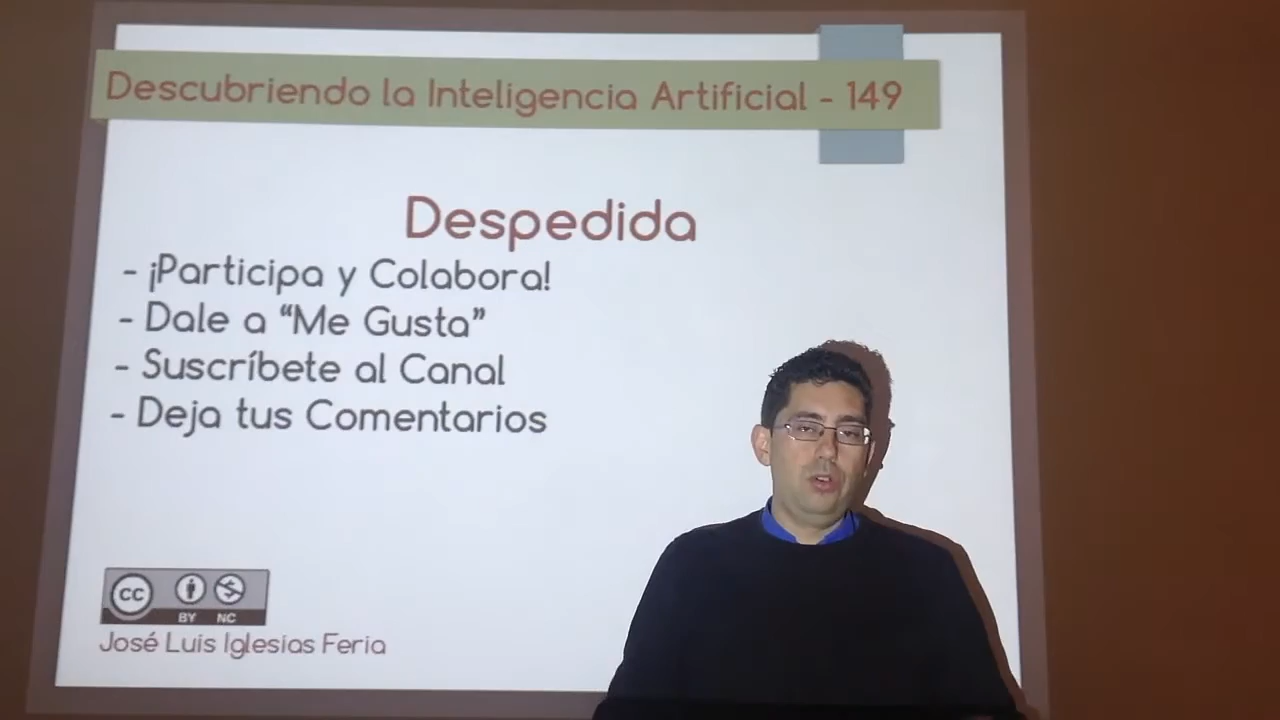 Descubriendo la Inteligencia Artificial - 149
Despedida
- ¡Participa y Colabora!
- Dale a “Me Gusta”
- Suscríbete al Canal
- Deja tus Comentarios
CC BY NC
José Luis Iglesias Feria